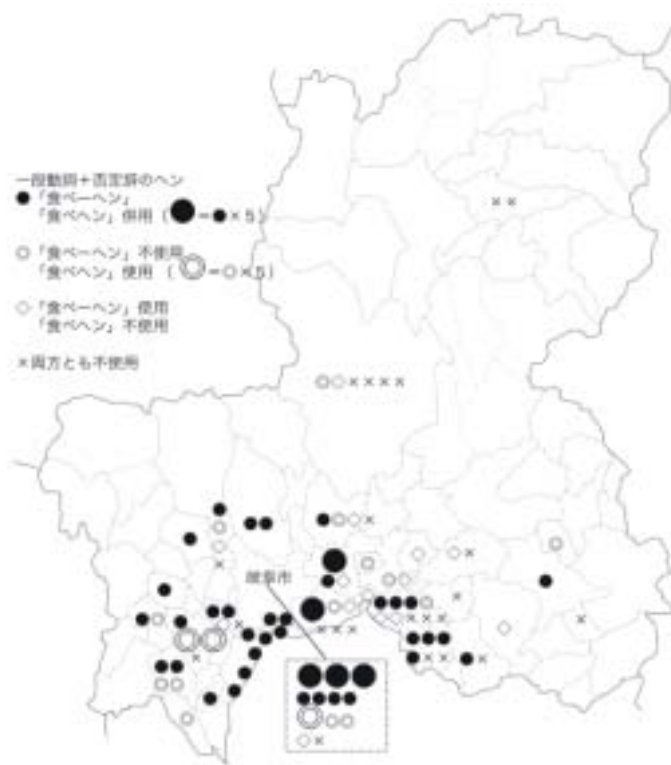 一段動詞+否定辞のヘン
●「食べーヘン」
「食べヘン」併用(●=●×5)
○「食べーヘン」不使用
「食べヘン」使用(◎=○×5)
◇「食べーヘン」使用
「食べヘン」不使用
×両方とも不使用
岐阜市